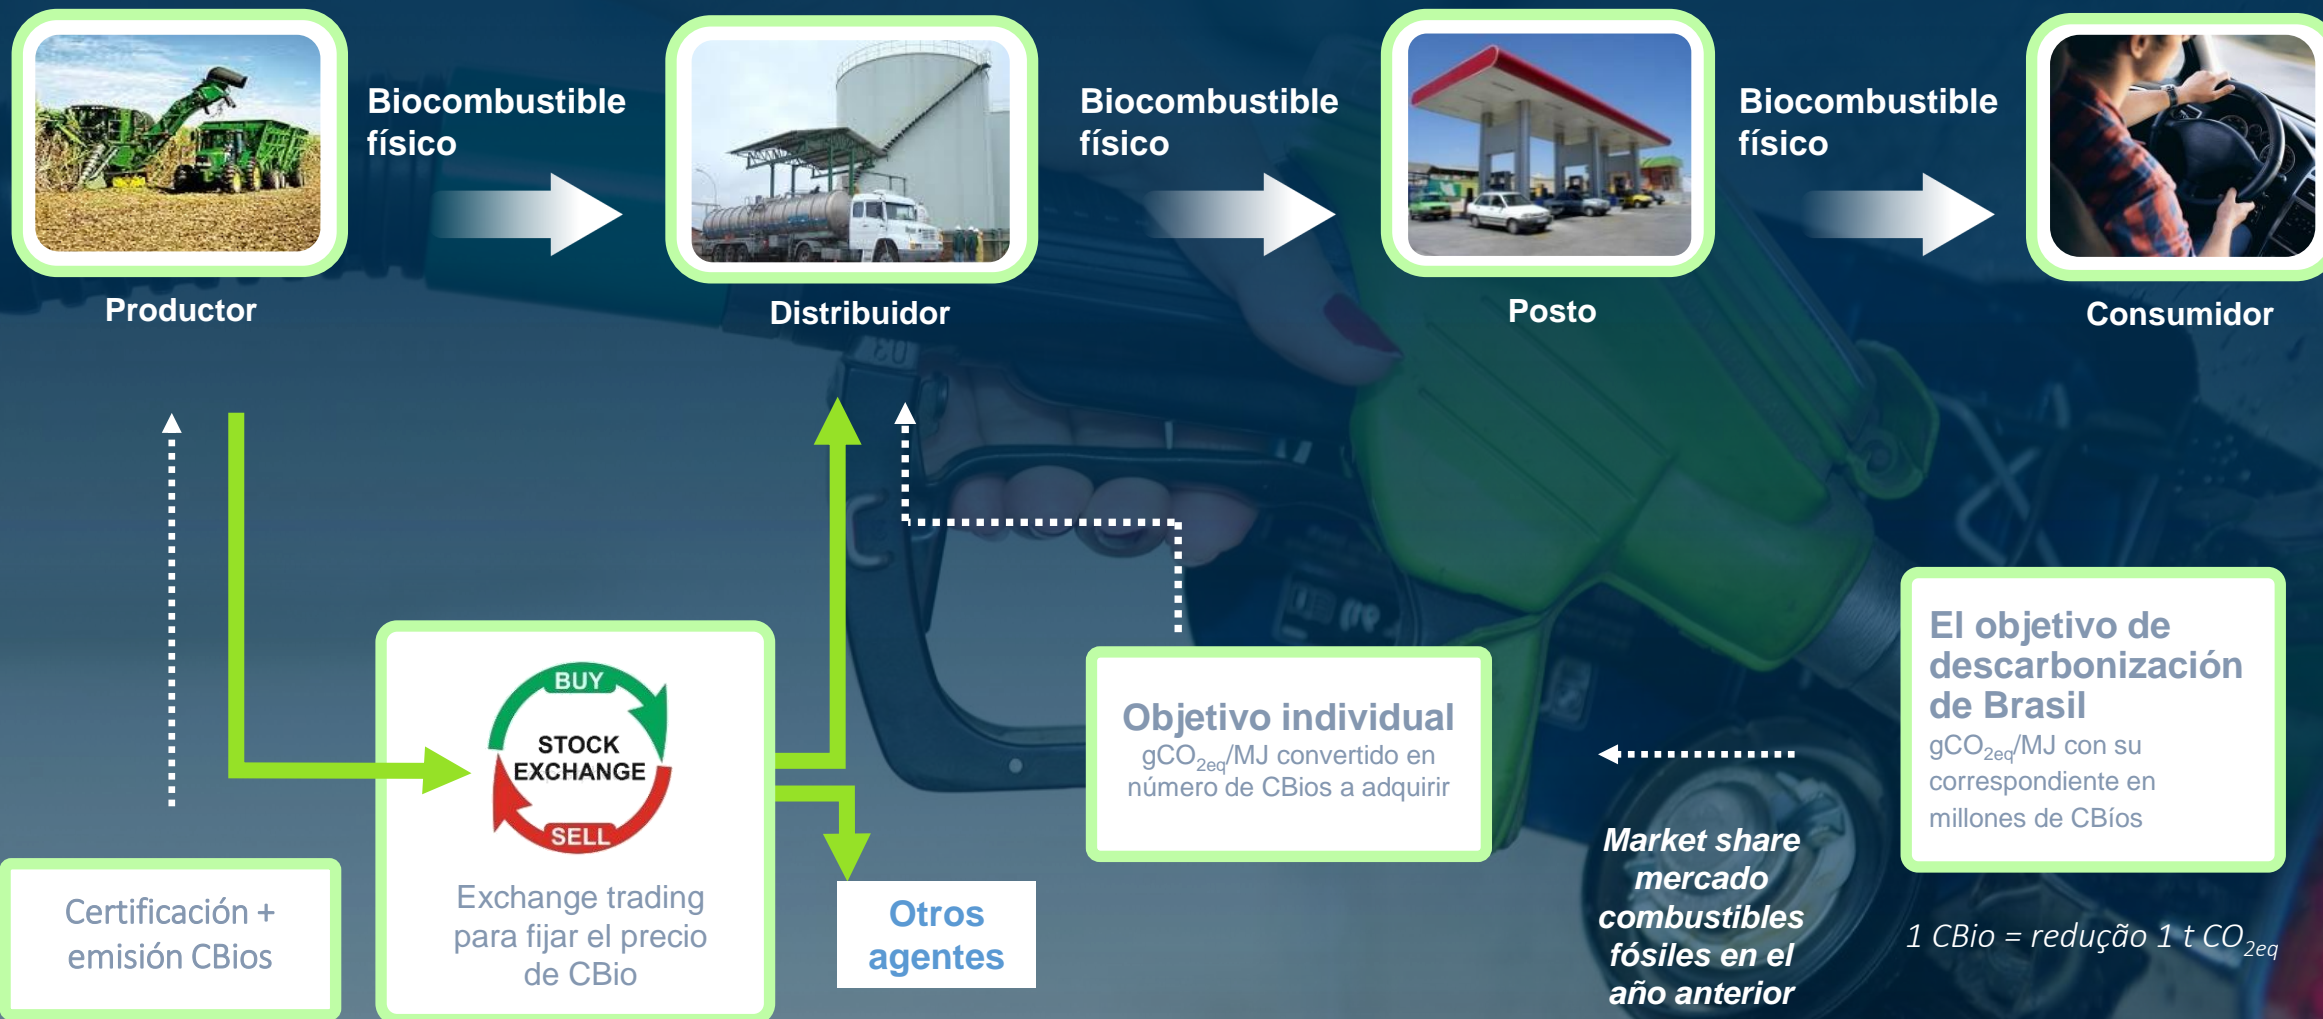 Biocombustible
físico
Biocombustible
físico
Biocombustible
físico
Productor
Distribuidor
Posto
Consumidor
BUY
STOCK
EXCHANGE
SELL
Exchange trading
para fijar el precio
de CBio
Certificación +
emisión CBios
Otros
agentes
Objetivo individual
gCO2eq/MJ convertido en
número de CBios a adquirir
Market share
mercado
combustibles
fósiles en el
año anterior
El objetivo de
descarbonización
de Brasil
gCO2eq/MJ con su
correspondiente en
millones de CBíos
1 CBio = redução 1 t CO2eq